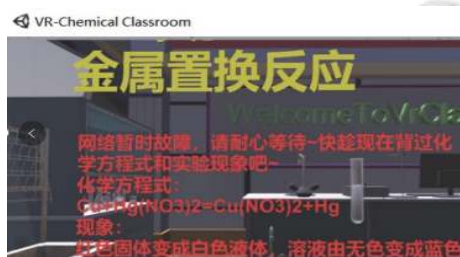 VR-Chemical Classroom
金属置换反应
WelcomeToVrCla
网络暂时故障，请耐心等待~快趁现在背过化
学方程式和实验现象吧~
化学方程式：
Cu+Hg(NO3)2=Cu(NO3)2+Hg
现象：
红色固体变成白色液体，溶液由无色变成蓝色